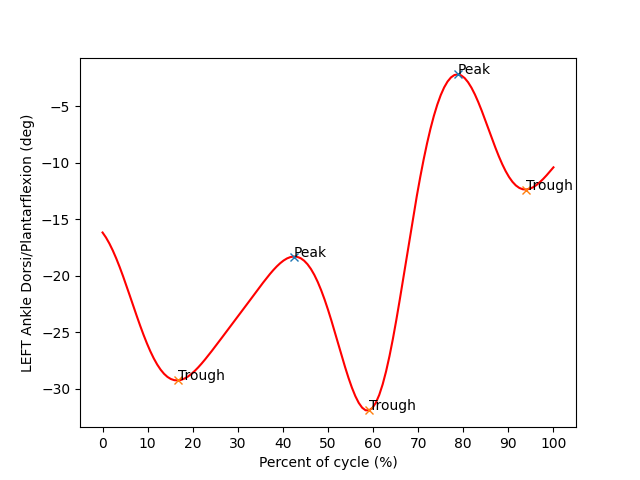 Peak
Trough
Peak
Trough
Trough
−5
−10
−15
−20
−25
−30
0 10 20 30 40 50 60 70 80 90 100
Percent of cycle (%)
LEFT Ankle Dorsi/Plantarflexion (deg)